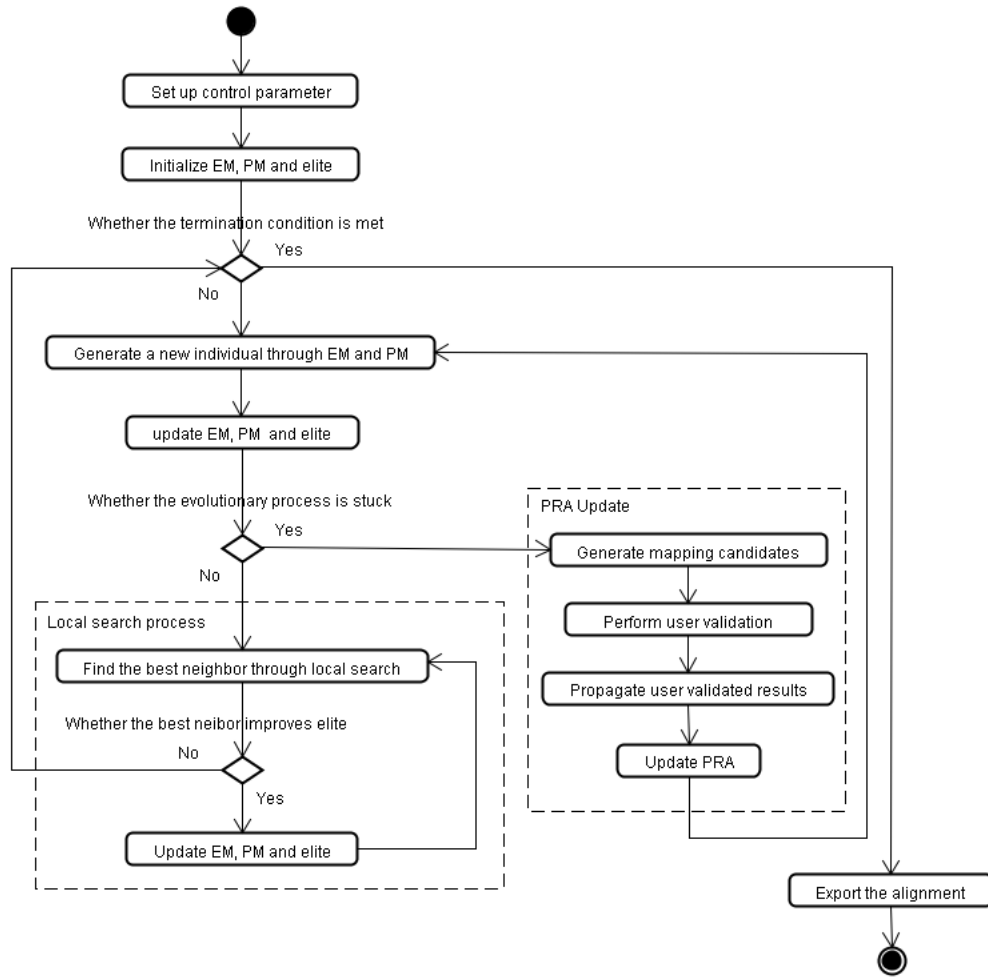 Set up control parameter
Initialize EM, PM and elite
Whether the termination condition is met
Yes
No
Generate a new individual through EM and PM
update EM, PM and elite
Whether the evolutionary process is stuck
Yes
No
PRA Update
Generate mapping candidates
Perform user validation
Propagate user validated results
Update PRA
Local search process
Find the best neighbor through local search
Whether the best neibor improves elite
No
Yes
Update EM, PM and elite
Export the alignment